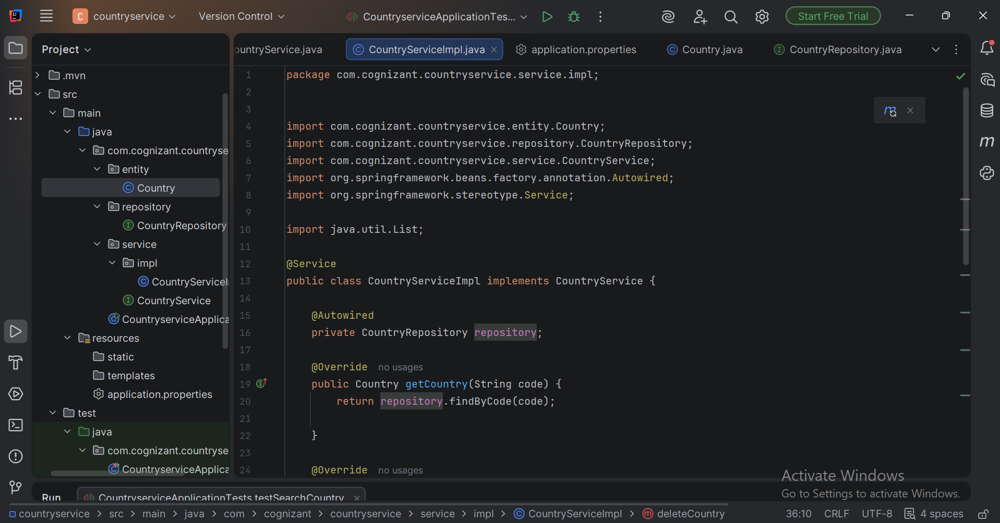 C countryservice Version Control CountryserviceApplicationTes... Start Free Trial
Project
ountryService.java CountryServiceImpl.java application.properties Country.java CountryRepository.java
.mvn
src
main
java
com.cognizant.countryse
entity
Country
repository
CountryRepository
service
impl
CountryServiceI
CountryService
CountryserviceApplica
resources
static
templates
application.properties
test
java
com.cognizant.countryse
CountryserviceApplica
1 package com.cognizant.countryservice.service.impl;
2
3
4 import com.cognizant.countryservice.entity.Country;
5 import com.cognizant.countryservice.repository.CountryRepository;
6 import com.cognizant.countryservice.service.CountryService;
7 import org.springframework.beans.factory.annotation.Autowired;
8 import org.springframework.stereotype.Service;
9
10 import java.util.List;
11
12 @Service
13 public class CountryServiceImpl implements CountryService {
14
15 @Autowired
16 private CountryRepository repository;
17
18 @Override no usages
19 public Country getCountry(String code) {
20 return repository.findByCode(code);
21
22 }
23
24 @Override no usages
Activate Windows
Go to Settings to activate Windows.
Run CountryserviceApplicationTests.testSearchCountry
countryservice > src > main > java > com > cognizant > countryservice > service > impl > CountryServiceImpl > deleteCountry 36:10 CRLF UTF-8 4 spaces